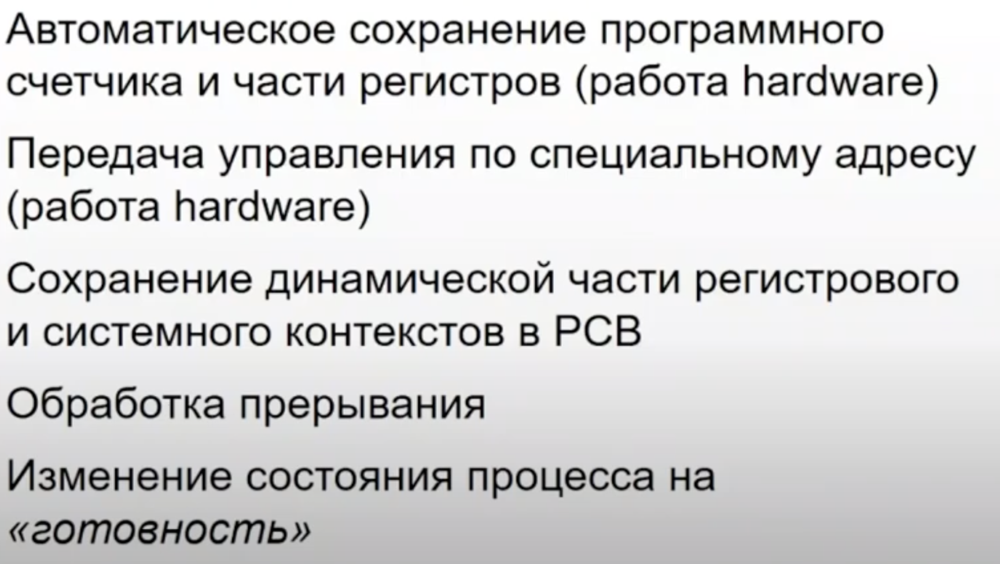 Автоматическое сохранение программного
счетчика и части регистров (работа hardware)
Передача управления по специальному адресу
(работа hardware)
Сохранение динамической части регистрового
и системного контекстов в PCB
Обработка прерывания
Изменение состояния процесса на
«готовность»